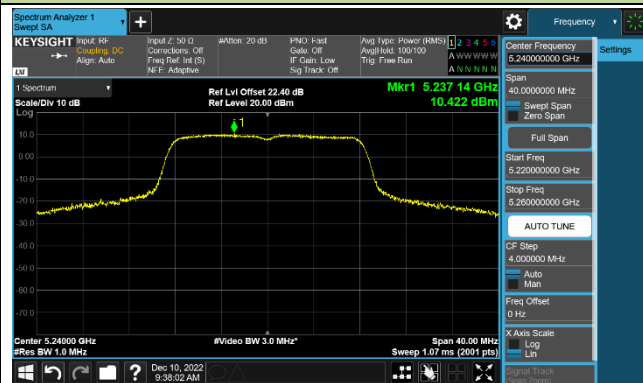 Spectrum Analyzer 1
Swept SA
+
Frequency
KEYSIGHT
Input: RF
Coupling: DC
Align: Auto
Input Z: 50 Ω
Corrections: Off
Freq Ref: Int (S)
NFE: Adaptive
#Atten: 20 dB
PNO: Fast
Gate: Off
IF Gain: Low
Sig Track: Off
Avg Type: Power (RMS)
Avg|Hold: 100/100
Trig: Free Run
1 2 3 4 5 6
A W W W W W
A N N N N N
LXI
Center Frequency
5.240000000 GHz
Settings
Span
40.0000000 MHz
Swept Span
Zero Span
Full Span
Start Freq
5.220000000 GHz
Stop Freq
5.260000000 GHz
AUTO TUNE
CF Step
4.000000 MHz
Auto
Man
Freq Offset
0 Hz
X Axis Scale
Log
Lin
Signal Track
(Span Zoom)
1 Spectrum
Scale/Div 10 dB
Log
Ref Lvl Offset 22.40 dB
Ref Level 20.00 dBm
Mkr1 5.237 14 GHz
10.422 dBm
1
10.0
0.00
-10.0
-20.0
-30.0
-40.0
-50.0
-60.0
-70.0
Center 5.24000 GHz
#Res BW 1.0 MHz
#Video BW 3.0 MHz*
Span 40.00 MHz
Sweep 1.07 ms (2001 pts)
?
Dec 10, 2022
9:38:02 AM